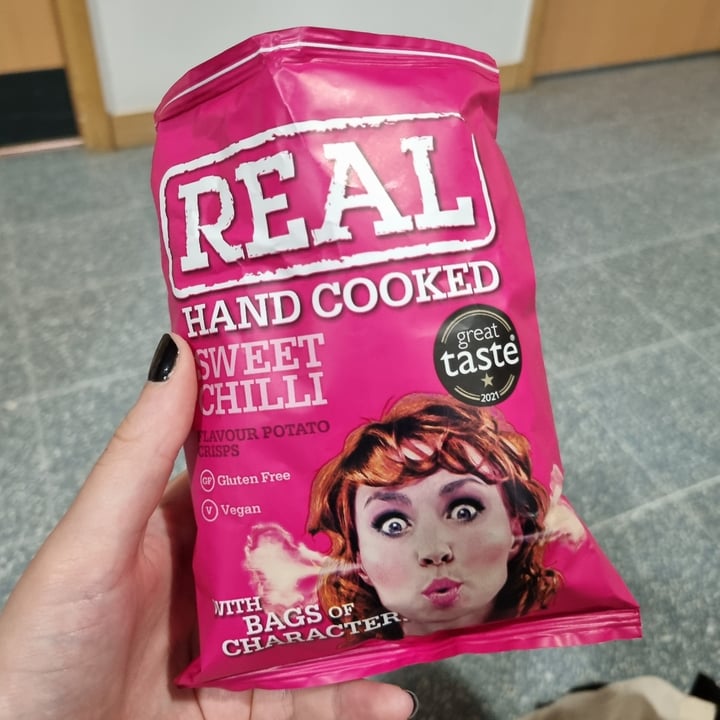 REAL
HAND COOKED
great
taste
2021
SWEET
CHILLI
FLAVOUR POTATO
CRISPS
GF Gluten Free
V Vegan
WITH
BAGS OF
CHARACTER